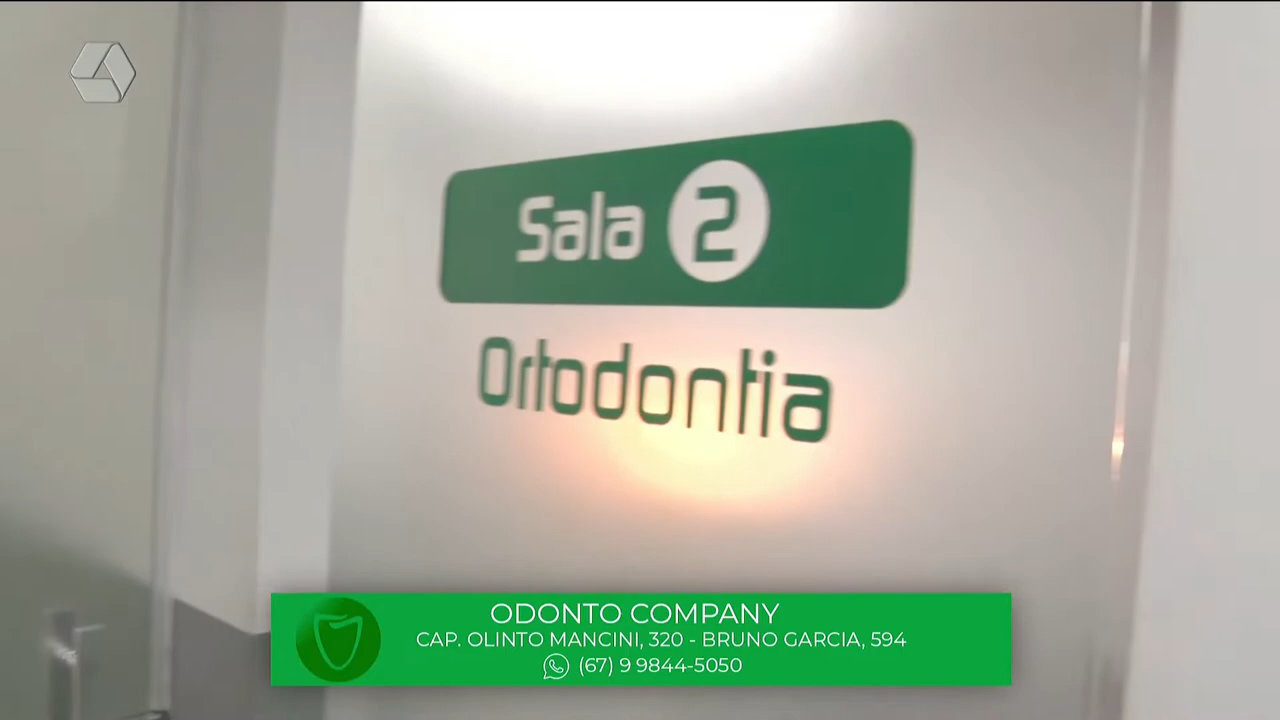 Sala 2
Ortodontia
ODONTO COMPANY
CAP. OLINTO MANCINI, 320 - BRUNO GARCIA, 594
(67) 9 9844-5050